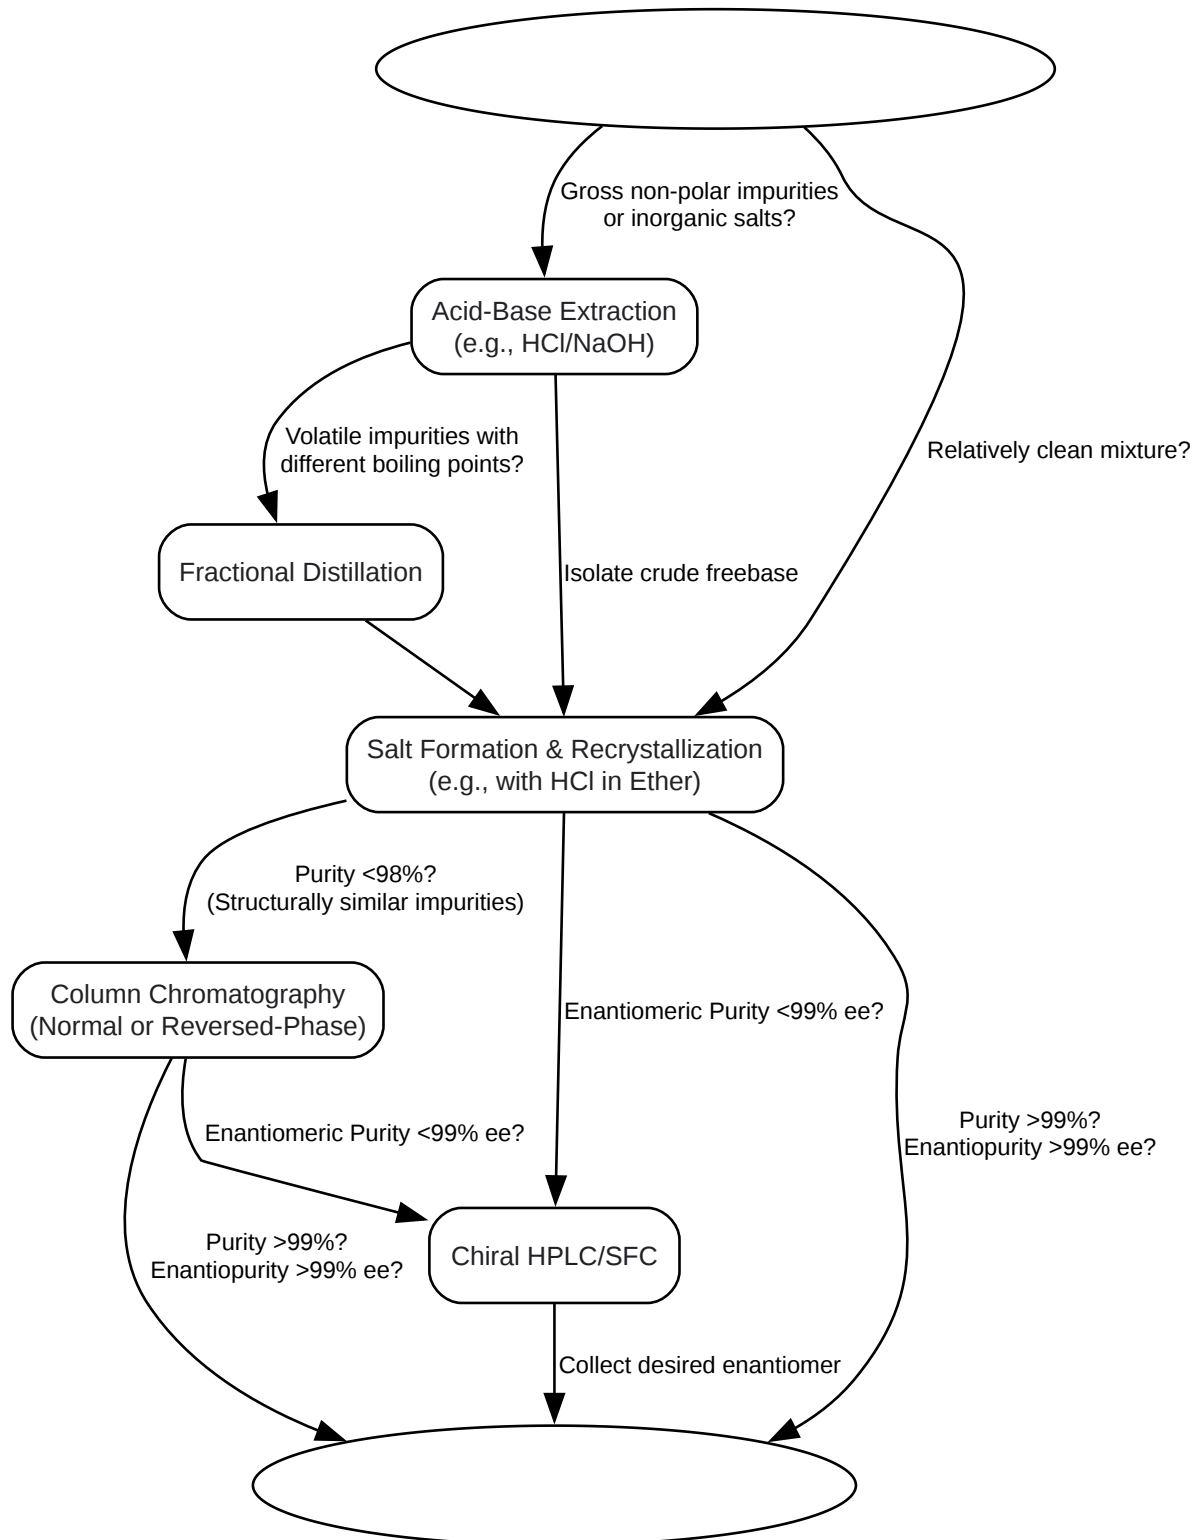 Gross non-polar impurities
or inorganic salts?
Acid-Base Extraction
(e.g., HCl/NaOH)
Volatile impurities with
different boiling points?
Relatively clean mixture?
Fractional Distillation
Isolate crude freebase
Salt Formation & Recrystallization
(e.g., with HCl in Ether)
Purity <98%?
(Structurally similar impurities)
Column Chromatography
(Normal or Reversed-Phase)
Enantiomeric Purity <99% ee?
Enantiomeric Purity <99% ee?
Purity >99%?
Enantiopurity >99% ee?
Purity >99%?
Enantiopurity >99% ee?
Chiral HPLC/SFC
Collect desired enantiomer